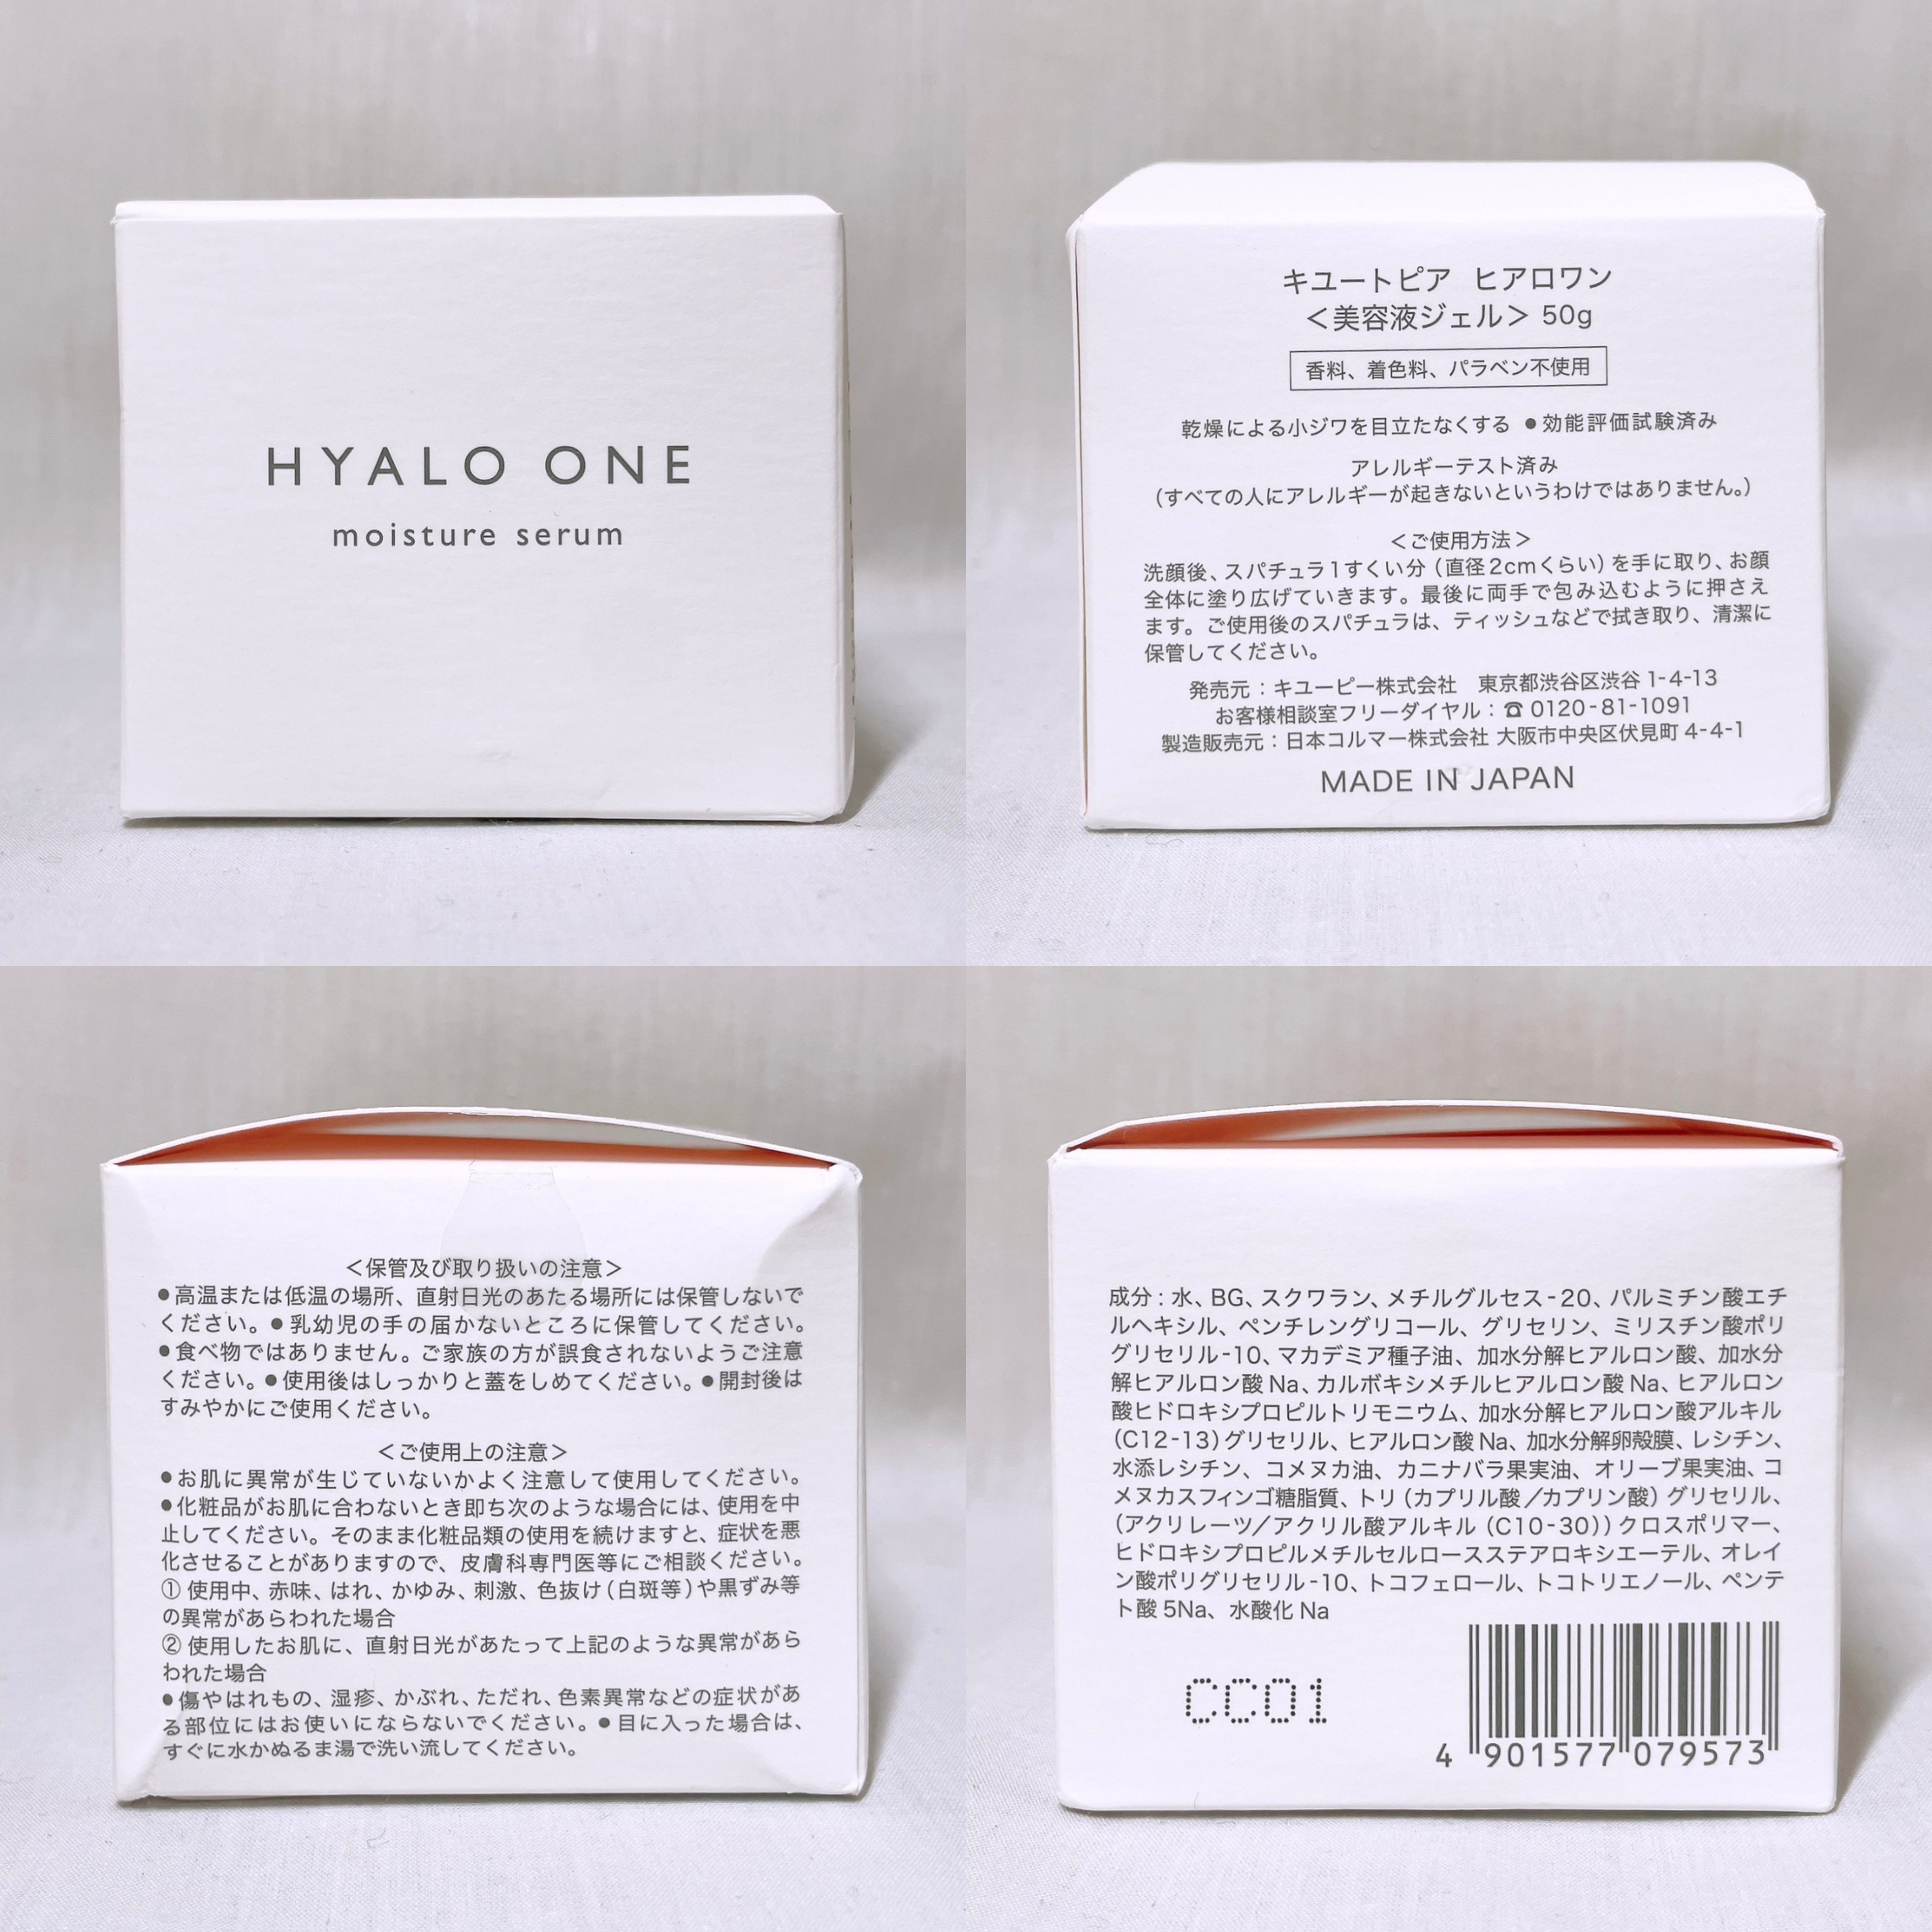 HYALO ONE
moisture serum
キユートピア ヒアロワン
＜美容液ジェル＞ 50g
香料、着色料、パラベン不使用
乾燥による小ジワを目立たなくする ●効能評価試験済み
アレルギーテスト済み
（すべての人にアレルギーが起きないというわけではありません。）
＜ご使用方法＞
洗顔後、スパチュラ1すくい分（直径2cmくらい）を手に取り、お顔
全体に塗り広げていきます。最後に両手で包み込むように押さえ
ます。ご使用後のスパチュラは、ティッシュなどで拭き取り、清潔に
保管してください。
発売元：キユーピー株式会社 東京都渋谷区渋谷 1-4-13
お客様相談室フリーダイヤル：☎ 0120-81-1091
製造販売元：日本コルマー株式会社 大阪市中央区伏見町 4-4-1
MADE IN JAPAN
＜保管及び取り扱いの注意＞
●高温または低温の場所、直射日光のあたる場所には保管しないで
ください。●乳幼児の手の届かないところに保管してください。
●食べ物ではありません。ご家族の方が誤食されないようご注意
ください。●使用後はしっかりと蓋をしめてください。●開封後は
すみやかにご使用ください。
＜ご使用上の注意＞
●お肌に異常が生じていないかよく注意して使用してください。
●化粧品がお肌に合わないとき即ち次のような場合には、使用を中
止してください。そのまま化粧品類の使用を続けますと、症状を悪
化させることがありますので、皮膚科専門医等にご相談ください。
① 使用中、赤味、はれ、かゆみ、刺激、色抜け（白斑等）や黒ずみ等
の異常があらわれた場合
② 使用したお肌に、直射日光があたって上記のような異常があら
われた場合
●傷やはれもの、湿疹、かぶれ、ただれ、色素異常などの症状があ
る部位にはお使いにならないでください。●目に入った場合は、
すぐに水かぬるま湯で洗い流してください。
成分：水、BG、スクワラン、メチルグルセス-20、パルミチン酸エチ
ルヘキシル、ペンチレングリコール、グリセリン、ミリスチン酸ポリ
グリセリル-10、マカデミア種子油、加水分解ヒアルロン酸、加水分
解ヒアルロン酸Na、カルボキシメチルヒアルロン酸Na、ヒアルロン
酸ヒドロキシプロピルトリモニウム、加水分解ヒアルロン酸アルキル
（C12-13）グリセリル、ヒアルロン酸Na、加水分解卵殻膜、レシチン、
水添レシチン、コメヌカ油、カニナバラ果実油、オリーブ果実油、コ
メヌカスフィンゴ糖脂質、トリ（カプリル酸／カプリン酸）グリセリル、
（アクリレーツ／アクリル酸アルキル（C10-30））クロスポリマー、
ヒドロキシプロピルメチルセルロースステアロキシエーテル、オレイ
ン酸ポリグリセリル-10、トコフェロール、トコトリエノール、ペンテ
ト酸5Na、水酸化Na
CC01
4 901577 079573